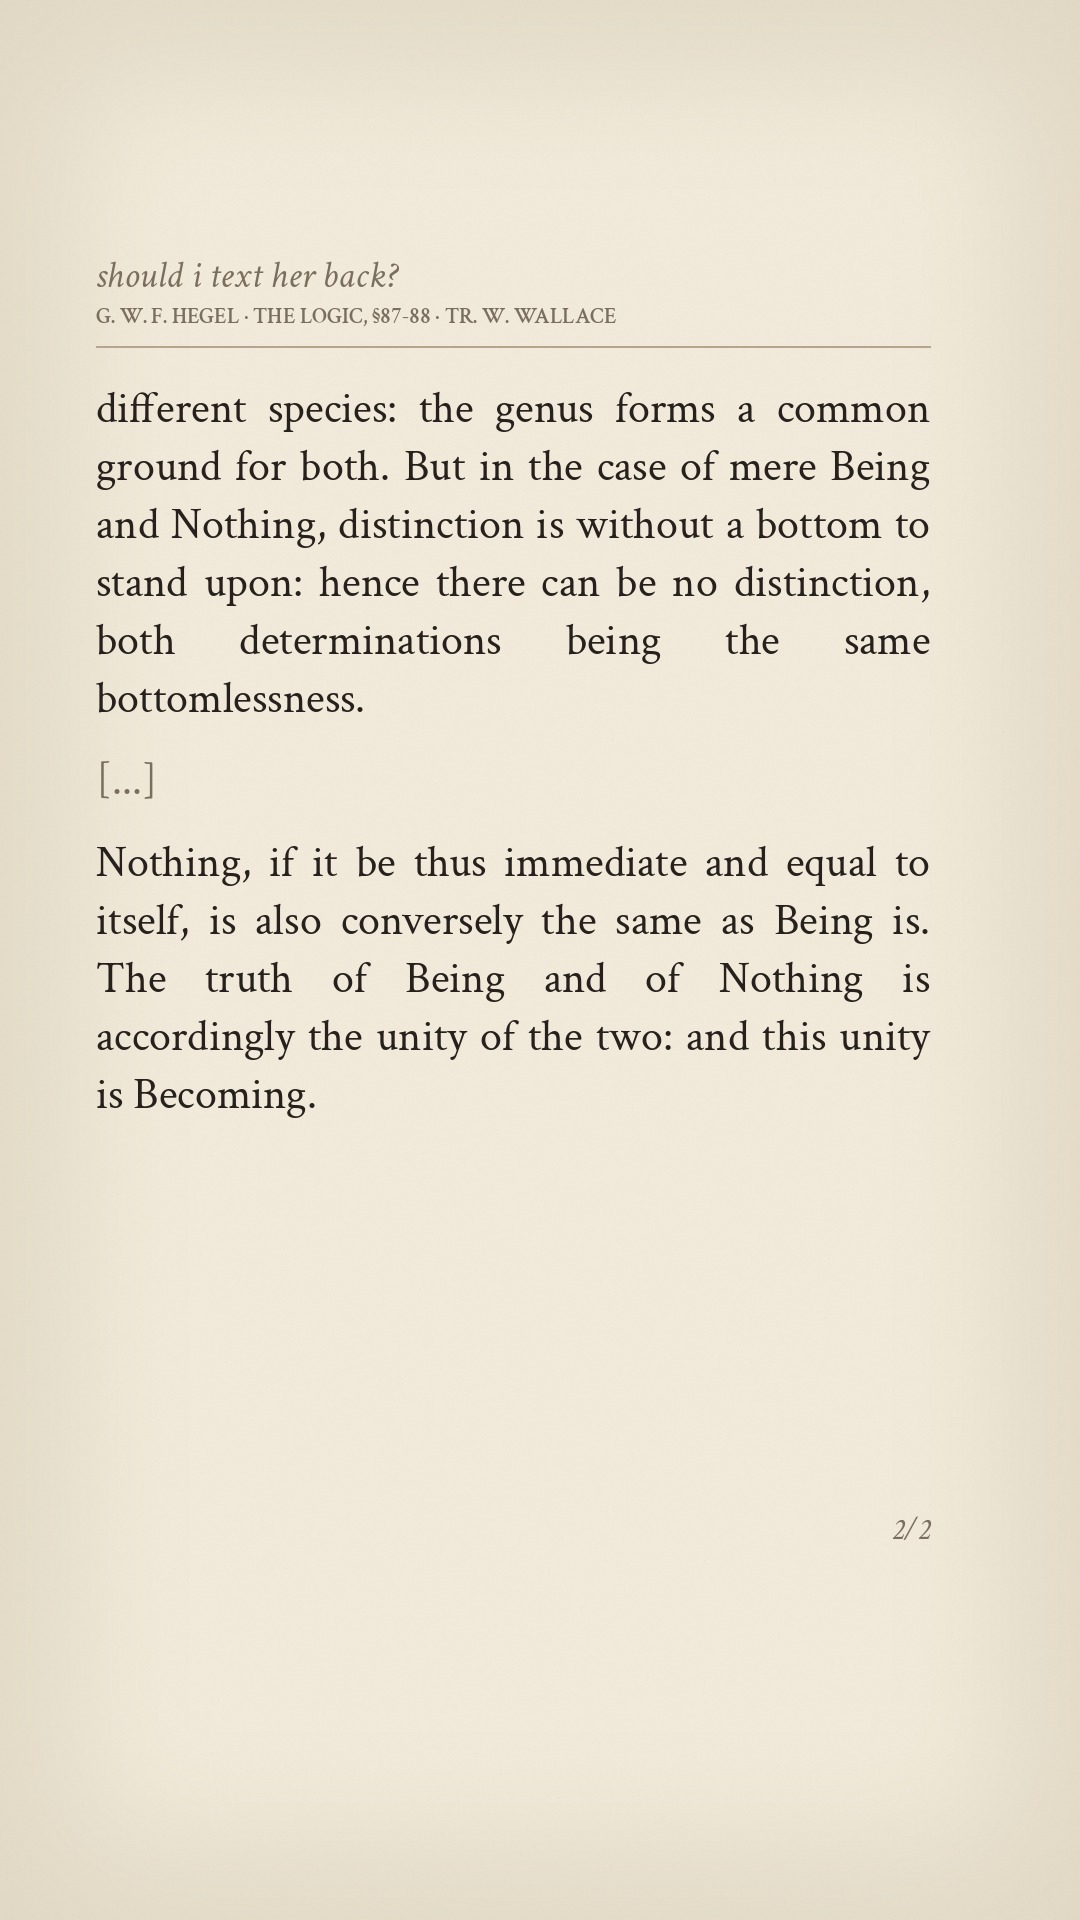 should i text her back?
G. W. F. HEGEL · THE LOGIC, §87-88 · TR. W. WALLACE
different species: the genus forms a common
ground for both. But in the case of mere Being
and Nothing, distinction is without a bottom to
stand upon: hence there can be no distinction,
both determinations being the same
bottomlessness.
[...]
Nothing, if it be thus immediate and equal to
itself, is also conversely the same as Being is.
The truth of Being and of Nothing is
accordingly the unity of the two: and this unity
is Becoming.
2/2